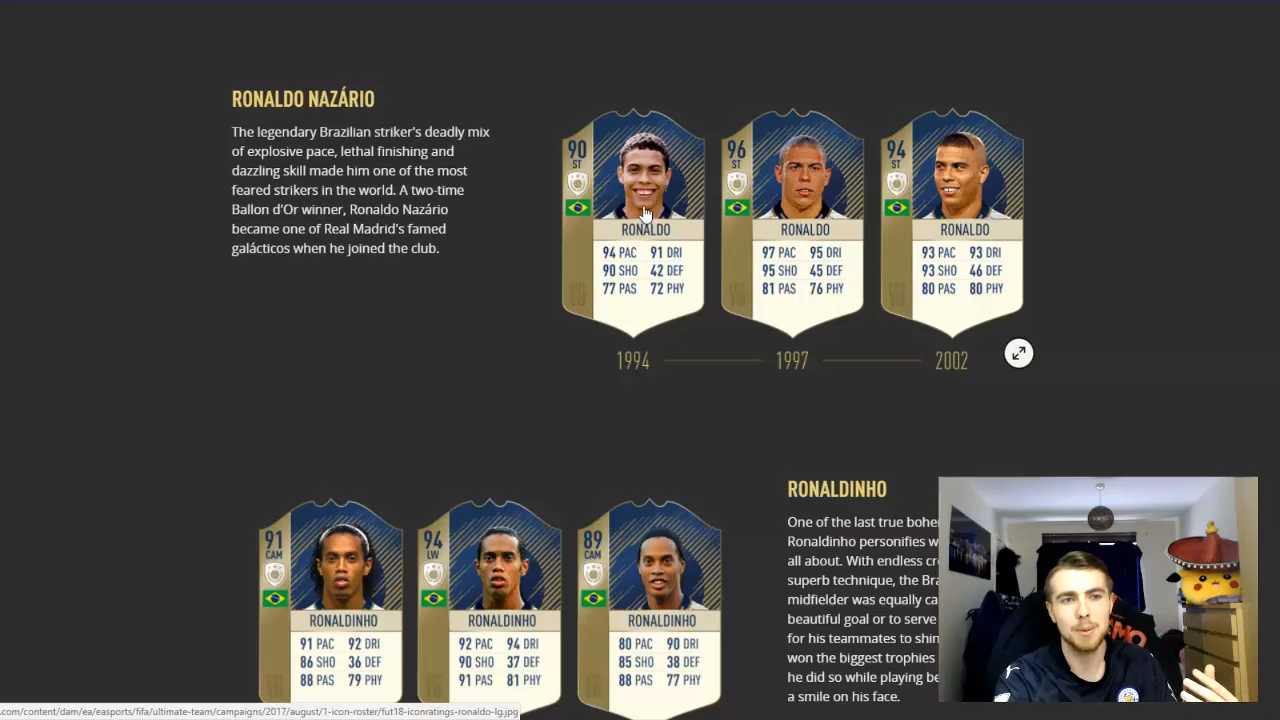 RONALDO NAZÁRIO
The legendary Brazilian striker's deadly mix
of explosive pace, lethal finishing and
dazzling skill made him one of the most
feared strikers in the world. A two-time
Ballon d'Or winner, Ronaldo Nazário
became one of Real Madrid's famed
galácticos when he joined the club.
90
ST
RONALDO
94 PAC 91 DRI
90 SHO 42 DEF
77 PAS 72 PHY
96
ST
RONALDO
97 PAC 95 DRI
95 SHO 45 DEF
81 PAS 76 PHY
94
ST
RONALDO
93 PAC 93 DRI
93 SHO 46 DEF
80 PAS 80 PHY
1994
1997
2002
91
CAM
RONALDINHO
91 PAC 92 DRI
86 SHO 36 DEF
88 PAS 79 PHY
94
LW
RONALDINHO
92 PAC 94 DRI
90 SHO 37 DEF
91 PAS 81 PHY
89
CAM
RONALDINHO
80 PAC 90 DRI
85 SHO 38 DEF
88 PAS 77 PHY
RONALDINHO
One of the last true bohe
Ronaldinho personifies w
all about. With endless cr
superb technique, the Bra
midfielder was equally ca
beautiful goal or to serve
for his teammates to shin
won the biggest trophies
he did so while playing be
a smile on his face.
.com/content/dam/ea/easports/fifa/ultimate-team/campaigns/2017/august/1-icon-roster/fut18-iconratings-ronaldo-lg.jpg